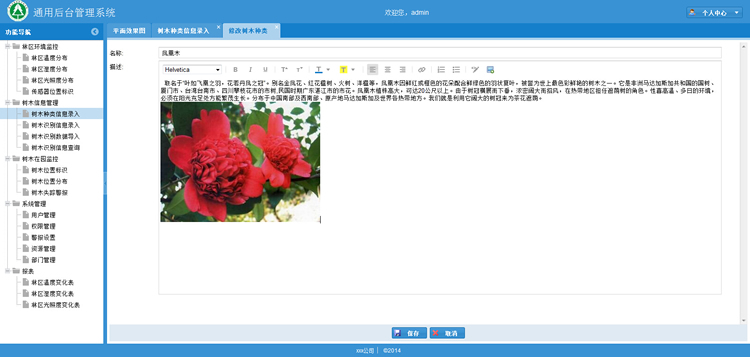 通用后台管理系统
欢迎您，admin
个人中心
功能导航
平面效果图
树木种类信息录入
修改树木种类
林区环境监控
林区温度分布
林区湿度分布
林区光照度分布
传感器位置标识
树木信息管理
树木种类信息录入
树木识别信息录入
树木识别数据导入
树木识别信息查询
树木在园监控
树木位置标识
树木位置分布
树木失踪警报
系统管理
用户管理
权限管理
警报设置
资源管理
部门管理
报表
林区温度变化表
林区湿度变化表
林区光照度变化表
名称:
凤凰木
描述:
Helvetica
B I U T T T T
取名于“叶如飞凰之羽，花若丹凤之冠”。别名金凤花、红花楹树、火树、洋楹等。凤凰木因鲜红或橙色的花朵配合鲜绿色的羽状复叶，被誉为世上最色彩鲜艳的树木之一。它是非洲马达加斯加共和国的国树，
厦门市、台湾台南市、四川攀枝花市的市树，民国时期广东湛江市的市花。凤凰木植株高大，可达20公尺以上。由于树冠横展而下垂，浓密阔大而招风，在热带地区担任遮荫树的角色。性喜高温、多日的环境，
必须在阳光充足处方能繁茂生长。分布于中国南部及西南部，原产地马达加斯加及世界各热带地方。我们就是利用它阔大的树冠来为茶花遮荫。
保存
取消
xxx公司 | ©2014